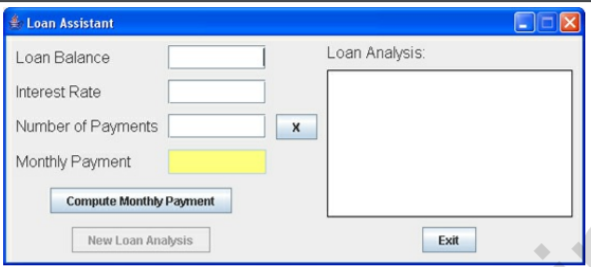 Loan Assistant
Loan Balance
Interest Rate
Number of Payments
X
Monthly Payment
Compute Monthly Payment
New Loan Analysis
Loan Analysis:
Exit